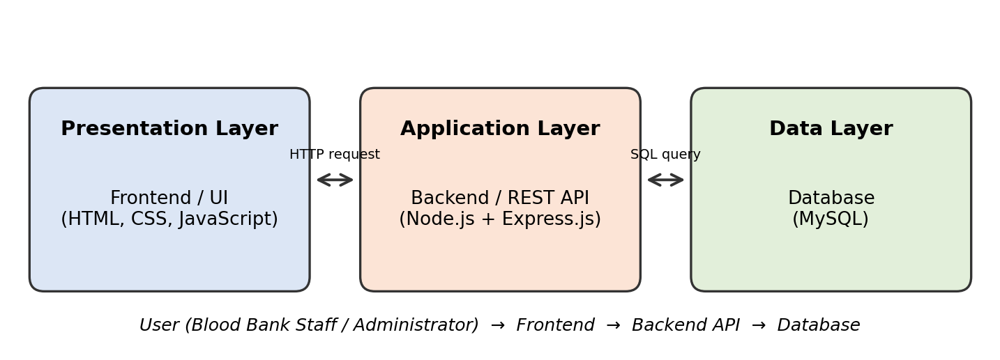 Presentation Layer
Frontend / UI
(HTML, CSS, JavaScript)
HTTP request
Application Layer
Backend / REST API
(Node.js + Express.js)
SQL query
Data Layer
Database
(MySQL)
User (Blood Bank Staff / Administrator) → Frontend → Backend API → Database